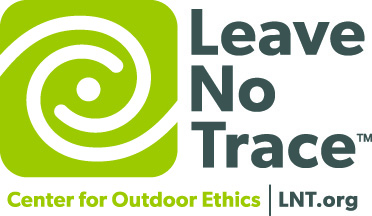 Leave
No
Trace™
Center for Outdoor Ethics | LNT.org